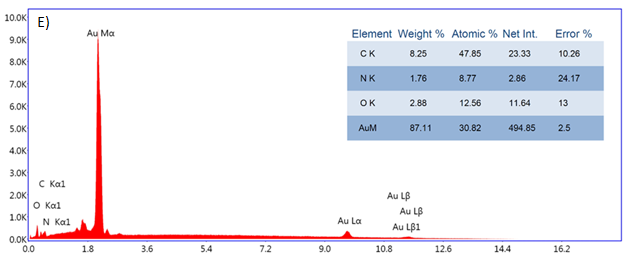 E)
10.0K
9.0K
8.0K
7.0K
6.0K
5.0K
4.0K
3.0K
2.0K
1.0K
0.0K
Au Mα
C Kα1
O Kα1
N Kα1
Au Lα
Au Lβ
Au Lβ
Au Lβ1
0.0 1.8 3.6 5.4 7.2 9.0 10.8 12.6 14.4 16.2
Element Weight % Atomic % Net Int. Error %
C K 8.25 47.85 23.33 10.26
N K 1.76 8.77 2.86 24.17
O K 2.88 12.56 11.64 13
AuM 87.11 30.82 494.85 2.5